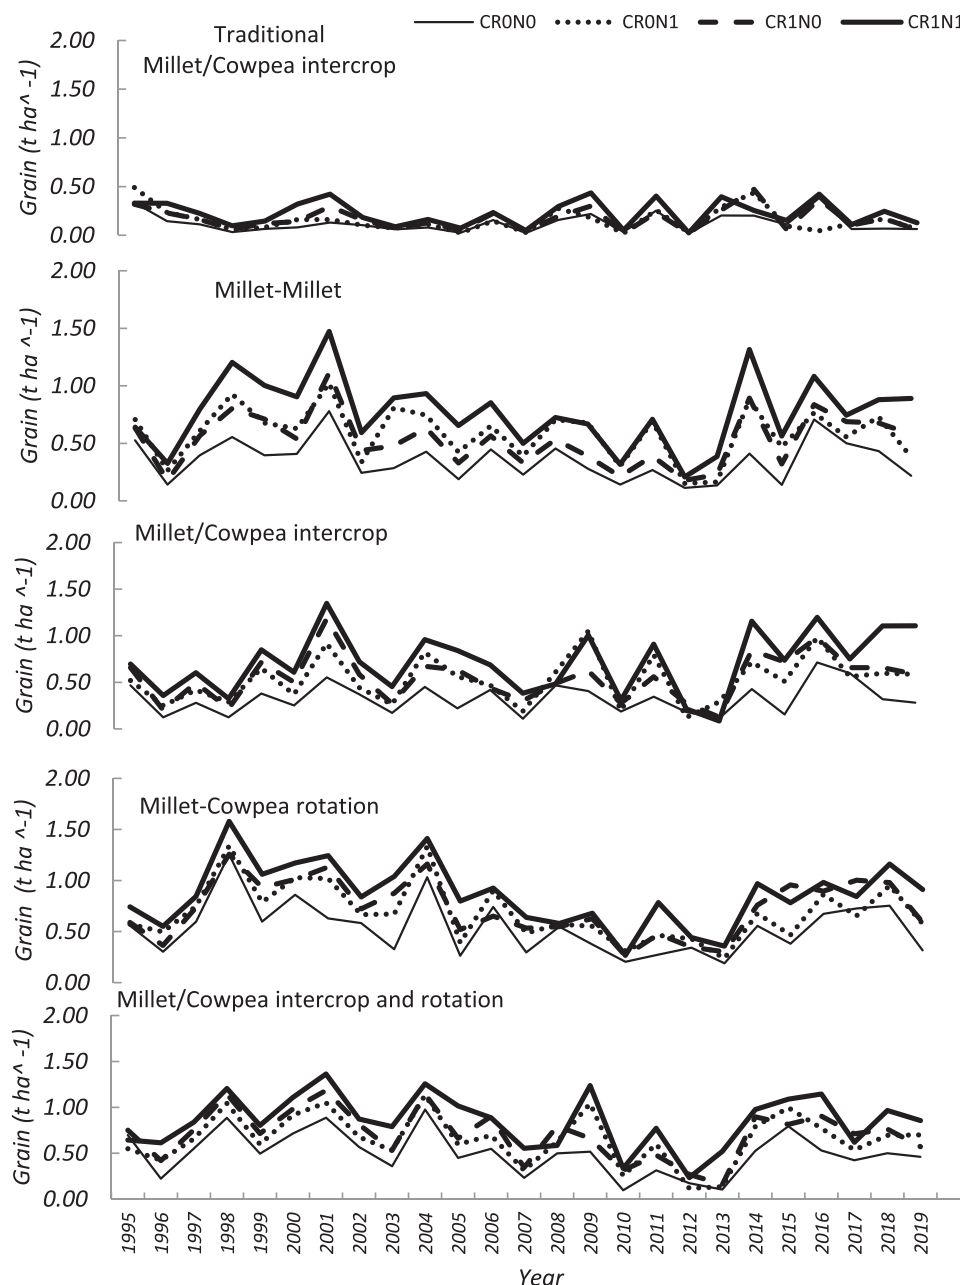 CR0N0 CR0N1 CR1N0 CR1N1
Traditional
Millet/Cowpea intercrop
Grain (t ha^ -1)
2.00
1.50
1.00
0.50
0.00
Millet-Millet
Grain (t ha ^-1)
2.00
1.50
1.00
0.50
0.00
Millet/Cowpea intercrop
Grain (t ha ^-1)
2.00
1.50
1.00
0.50
0.00
Millet-Cowpea rotation
Grain (t ha ^-1)
2.00
1.50
1.00
0.50
0.00
Millet/Cowpea intercrop and rotation
Grain (t ha^ -1)
2.00
1.50
1.00
0.50
0.00
1995 1996 1997 1998 1999 2000 2001 2002 2003 2004 2005 2006 2007 2008 2009 2010 2011 2012 2013 2014 2015 2016 2017 2018 2019
Year